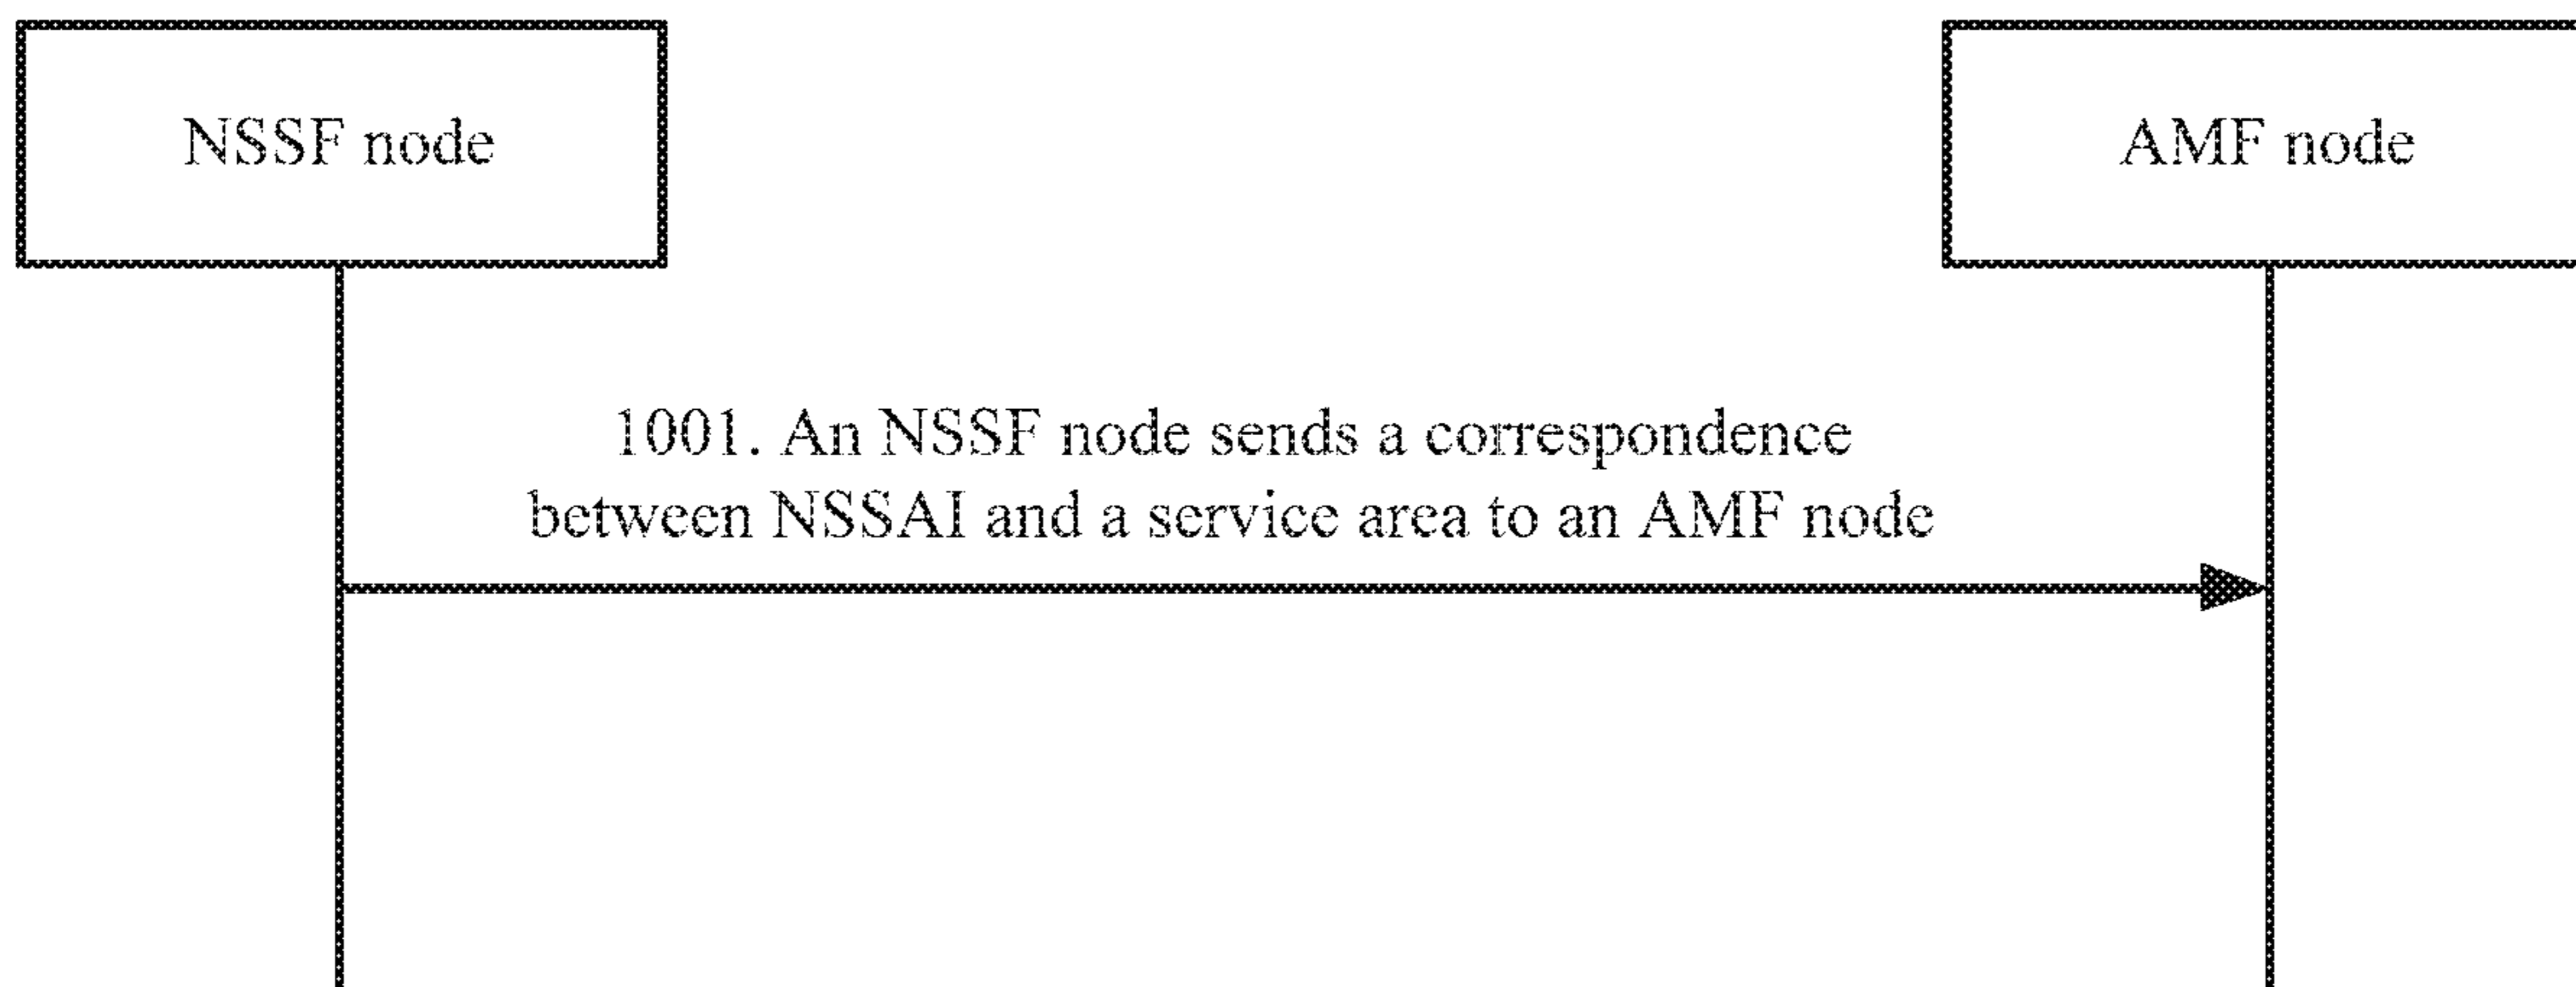 NSSF node
AMF node
1001. An NSSF node sends a correspondence
between NSSAI and a service area to an AMF node